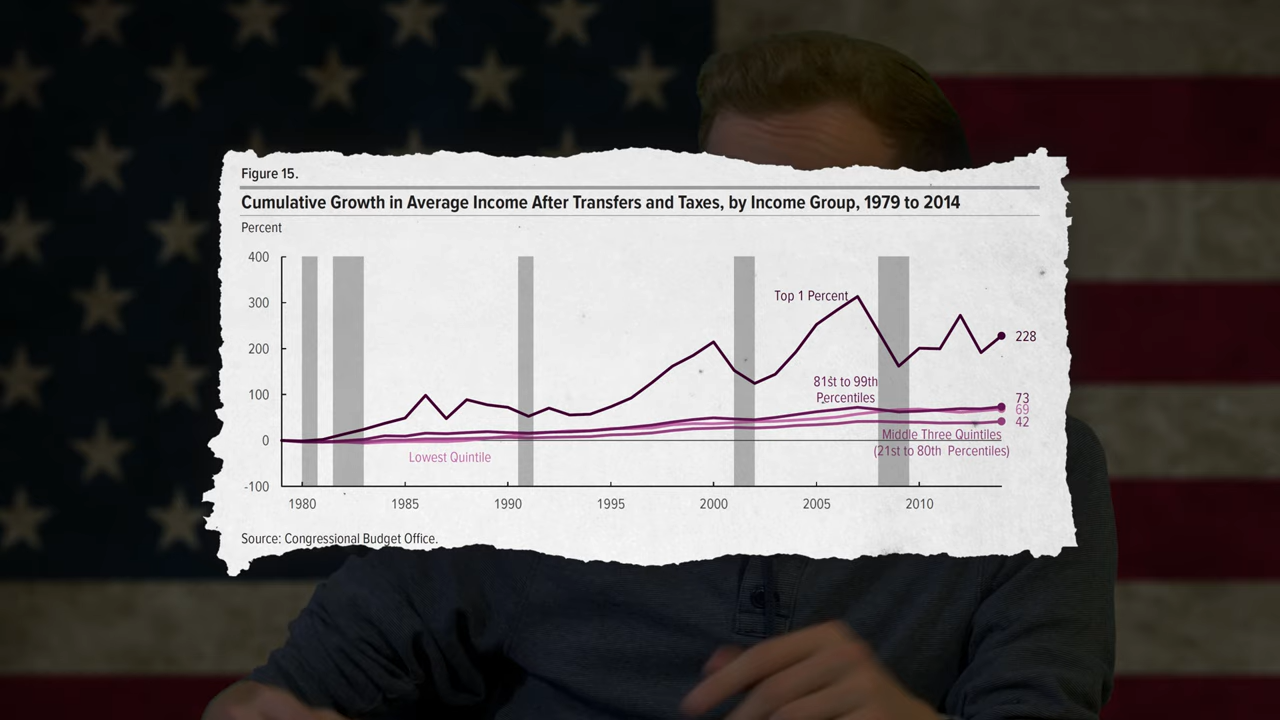 Figure 15.
Cumulative Growth in Average Income After Transfers and Taxes, by Income Group, 1979 to 2014
Percent
400
300
200
100
0
-100
Top 1 Percent
228
81st to 99th
Percentiles
73
69
42
Middle Three Quintiles
(21st to 80th Percentiles)
Lowest Quintile
1980 1985 1990 1995 2000 2005 2010
Source: Congressional Budget Office.